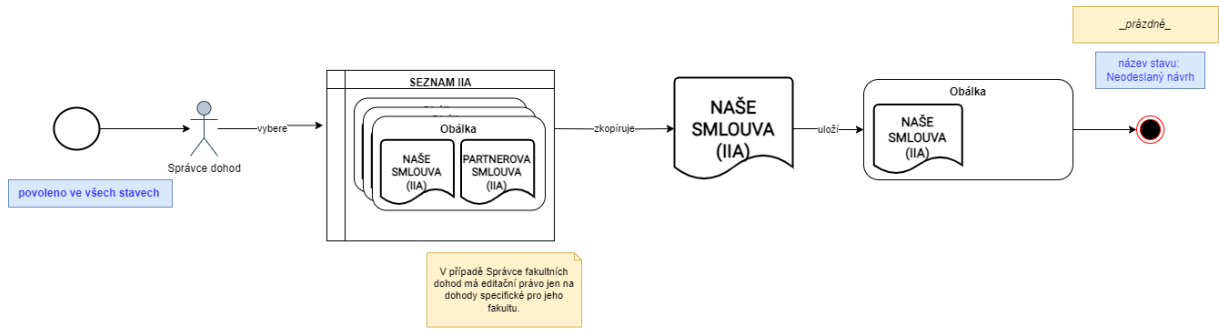 _prázdné_
název stavu:
Neodeslaný návrh
povoleno ve všech stavech
Správce dohod
vybere
SEZNAM IIA
Obálka
NAŠE
SMLOUVA
(IIA)
PARTNEROVA
SMLOUVA
(IIA)
V případě Správce fakultních
dohod má editační právo jen na
dohody specifické pro jeho
fakultu.
zkopíruje
NAŠE
SMLOUVA
(IIA)
uloží
Obálka
NAŠE
SMLOUVA
(IIA)